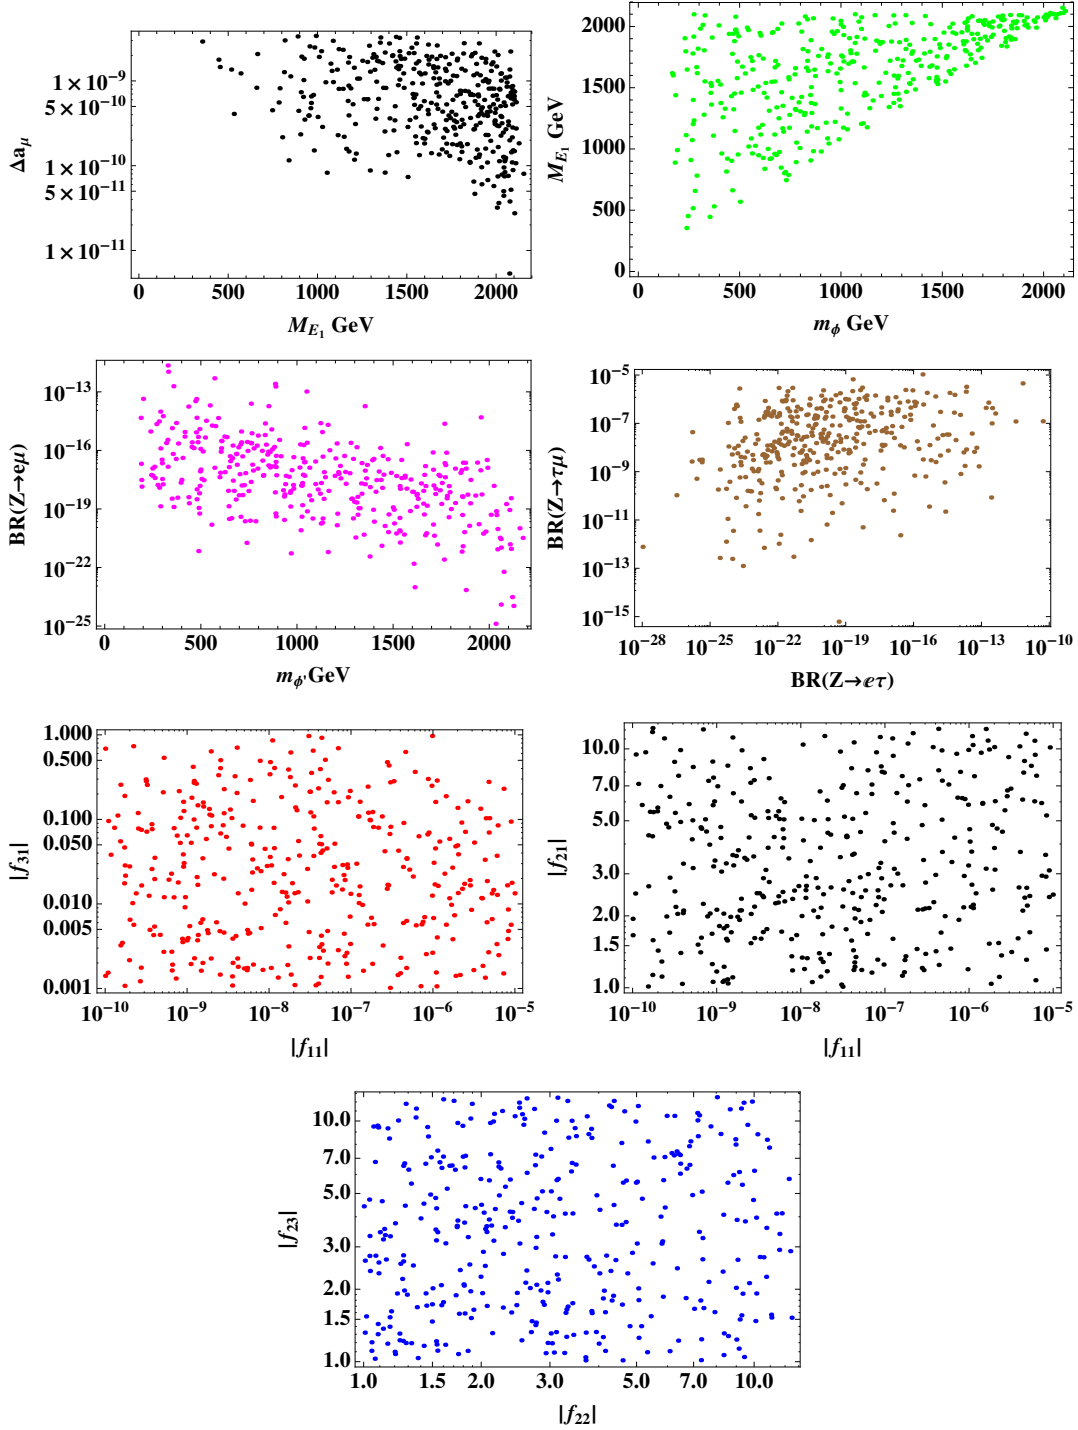 1 × 10⁻⁹
5 × 10⁻¹⁰
1 × 10⁻¹⁰
5 × 10⁻¹¹
1 × 10⁻¹¹
Δaμ
0 500 1000 1500 2000
M_E₁ GeV
2000
1500
1000
500
0
M_E₁ GeV
0 500 1000 1500 2000
m_ϕ GeV
10⁻¹³
10⁻¹⁶
10⁻¹⁹
10⁻²²
10⁻²⁵
BR(Z→eμ)
0 500 1000 1500 2000
m_ϕ' GeV
10⁻⁵
10⁻⁷
10⁻⁹
10⁻¹¹
10⁻¹³
10⁻¹⁵
BR(Z→τμ)
10⁻²⁸ 10⁻²⁵ 10⁻²² 10⁻¹⁹ 10⁻¹⁶ 10⁻¹³ 10⁻¹⁰
BR(Z→eτ)
1.000
0.500
0.100
0.050
0.010
0.005
0.001
|f₃₁|
10⁻¹⁰ 10⁻⁹ 10⁻⁸ 10⁻⁷ 10⁻⁶ 10⁻⁵
|f₁₁|
10.0
7.0
5.0
3.0
2.0
1.5
1.0
|f₂₁|
10⁻¹⁰ 10⁻⁹ 10⁻⁸ 10⁻⁷ 10⁻⁶ 10⁻⁵
|f₁₁|
10.0
7.0
5.0
3.0
2.0
1.5
1.0
|f₂₃|
1.0 1.5 2.0 3.0 5.0 7.0 10.0
|f₂₂|